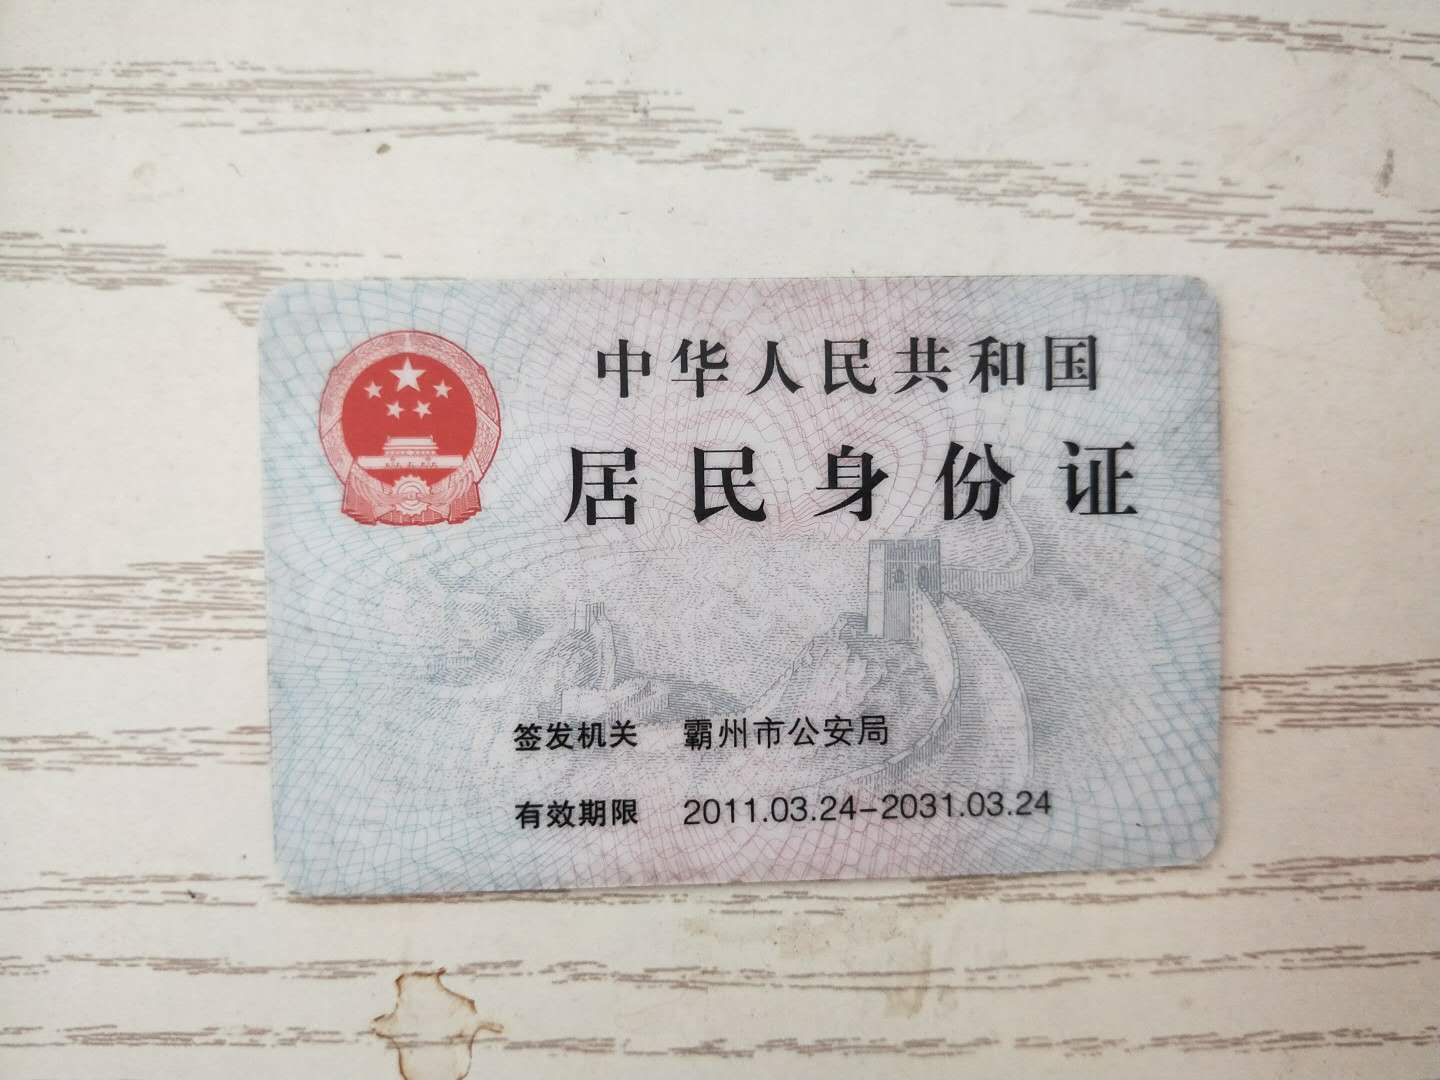 中华人民共和国
居民身份证
签发机关 霸州市公安局
有效期限 2011.03.24-2031.03.24